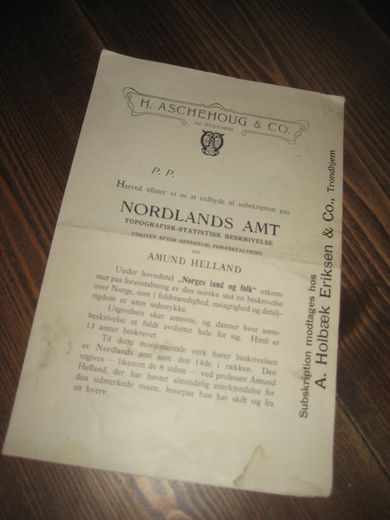 H. ASCHEHOUG & CO.
P. P.
Herved tillater vi os at indbyde til subskription paa
NORDLANDS AMT
TOPOGRAFISK-STATISTISK BESKRIVELSE
UDGIVET EFTER OFFENTLIG FORANSTALTNING
AMUND HELLAND
Under hovedtitel „Norges land og folk" utkom-
mer paa foranstaltning av den norske stat en beskrivelse
over Norge, som i fuldstændighed, nøiagtighed og detalj-
rigdom er uten sidestykke.
Utgivelsen sker amtsvis, og danner hver amts-
beskrivelse et fuldt avsluttet hele for sig. Hittil er
13 amter beskrevet.
Til dette monumentale verk hører beskrivelsen
av Nordlands amt som den 14de i rækken. Den
utgives — likesom de 8 sidste — ved professor Amund
Helland, der har høstet almindelig anerkjendelse for
den udmerkede maate, hvorpaa han har skilt sig fra
sit hverv.
Subskription modtages hos
A. Holbæk Eriksen & Co., Trondhjem